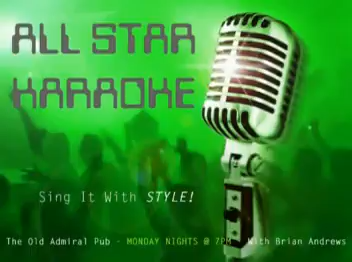 ALL STAR
KARAOKE
Sing It With STYLE!
The Old Admiral Pub - MONDAY NIGHTS @ 7PM - With Brian Andrews